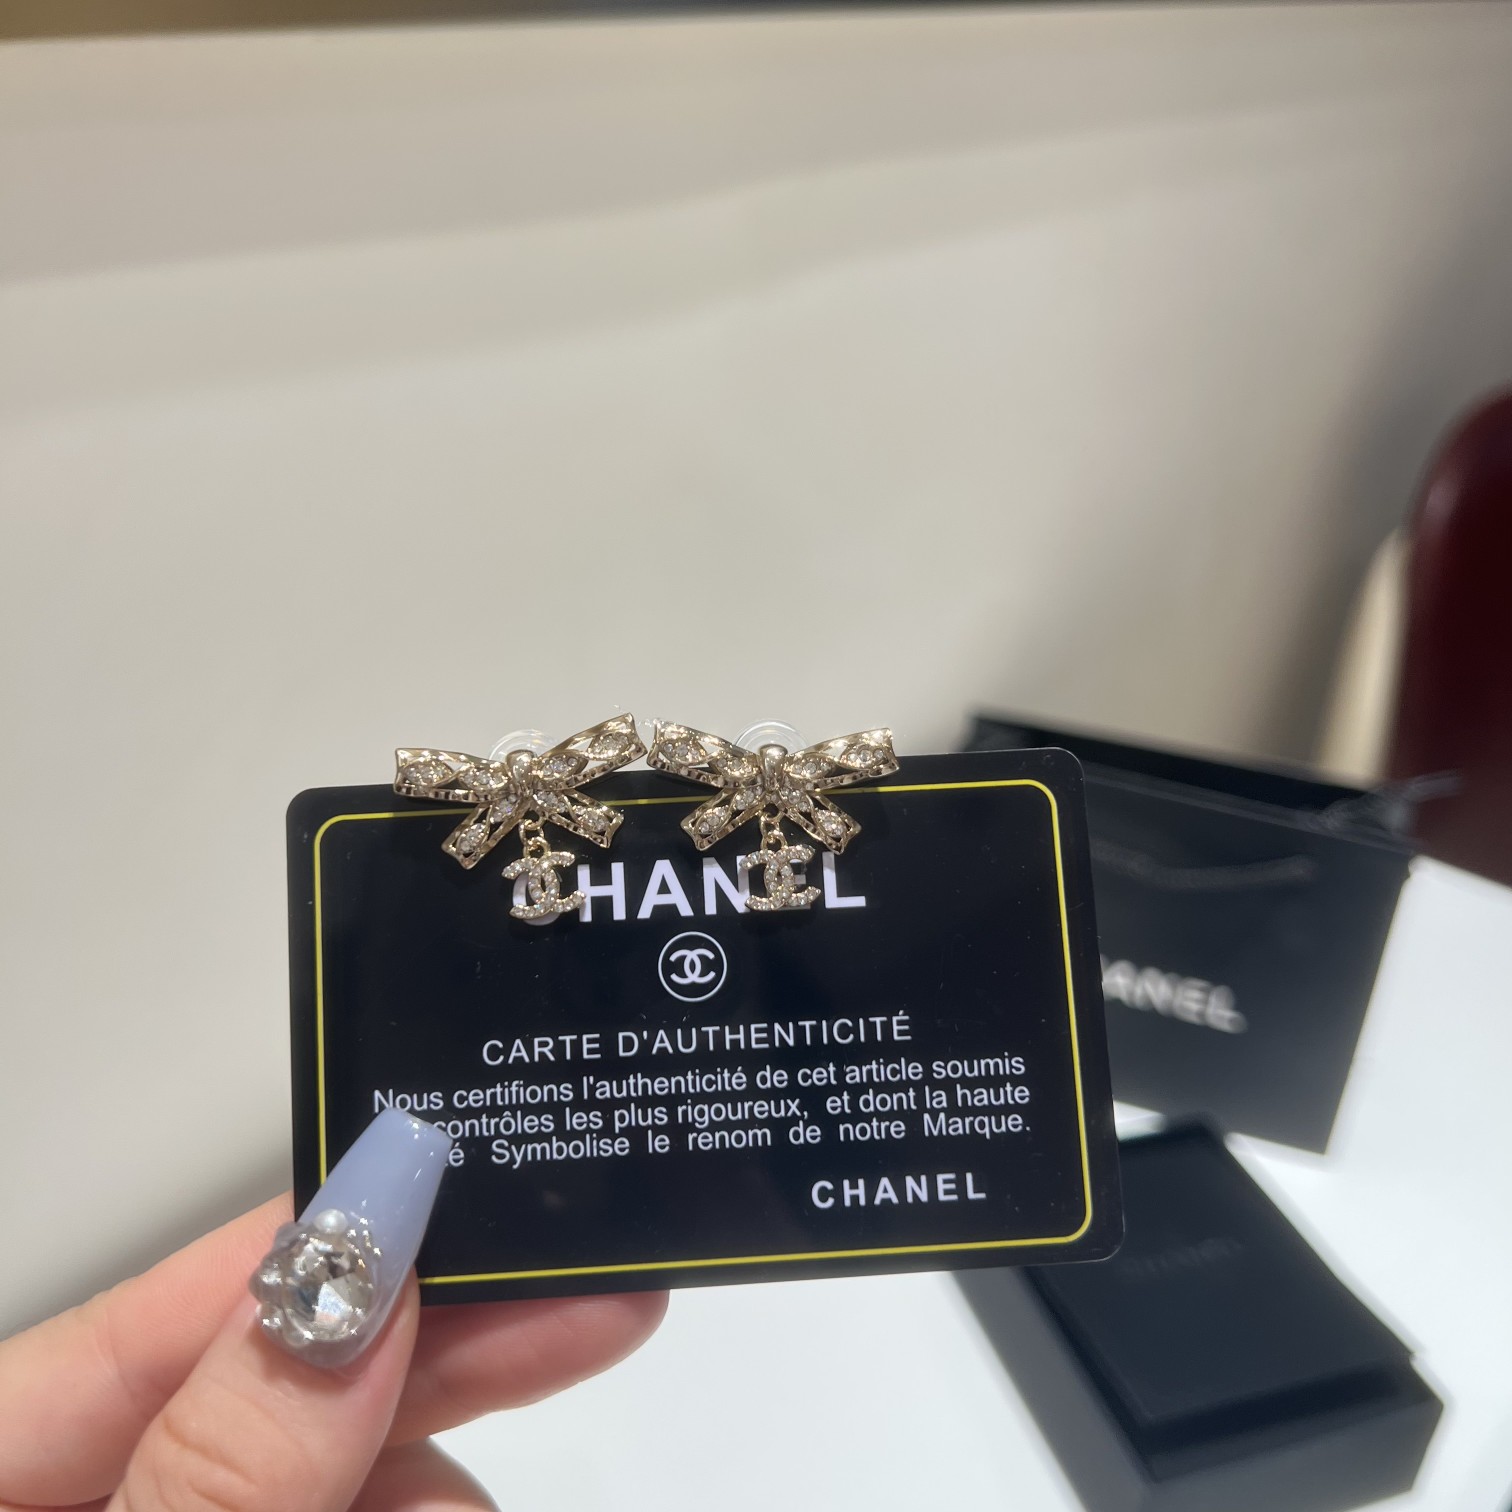 CHANEL
CARTE D'AUTHENTICITÉ
Nous certifions l'authenticité de cet article soumis
contrôles les plus rigoureux, et dont la haute
é Symbolise le renom de notre Marque.
CHANEL
ANEL